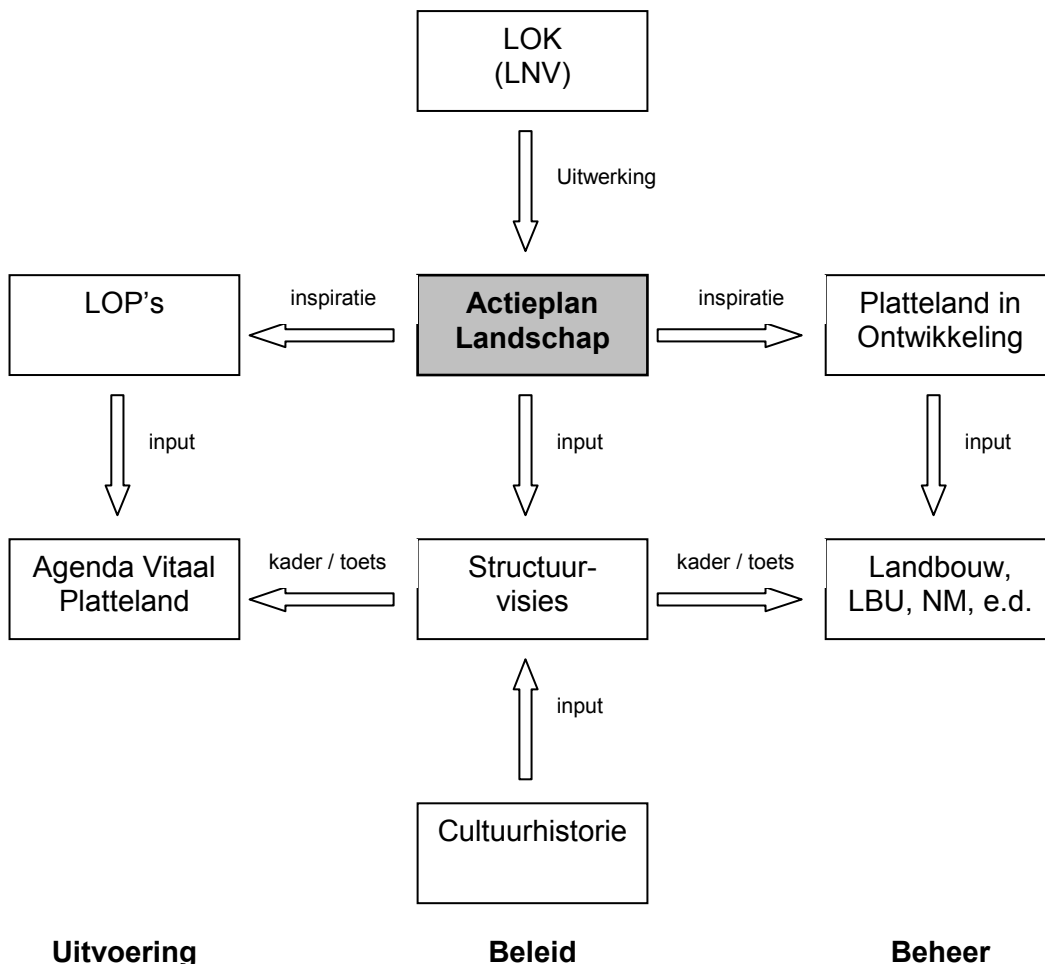 LOK
(LNV)
Uitwerking
LOP's
inspiratie
Actieplan
Landschap
inspiratie
Platteland in
Ontwikkeling
input
input
input
Agenda Vitaal
Platteland
kader / toets
Structuur-
visies
kader / toets
Landbouw,
LBU, NM, e.d.
input
Cultuurhistorie
Uitvoering
Beleid
Beheer